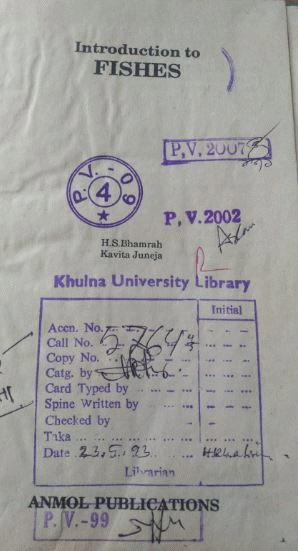 Introduction to
FISHES
P,V, 2007
P. V. - 09
4
P, V.2002
H.S.Bhamrah
Kavita Juneja
Khulna University Library
Initial
Accn. No.
Call No.
Copy No.
Catg. by
Card Typed by
Spine Written by
Checked by
Taka
Date 23.5.93
Librarian
ANMOL PUBLICATIONS
P. V.-99